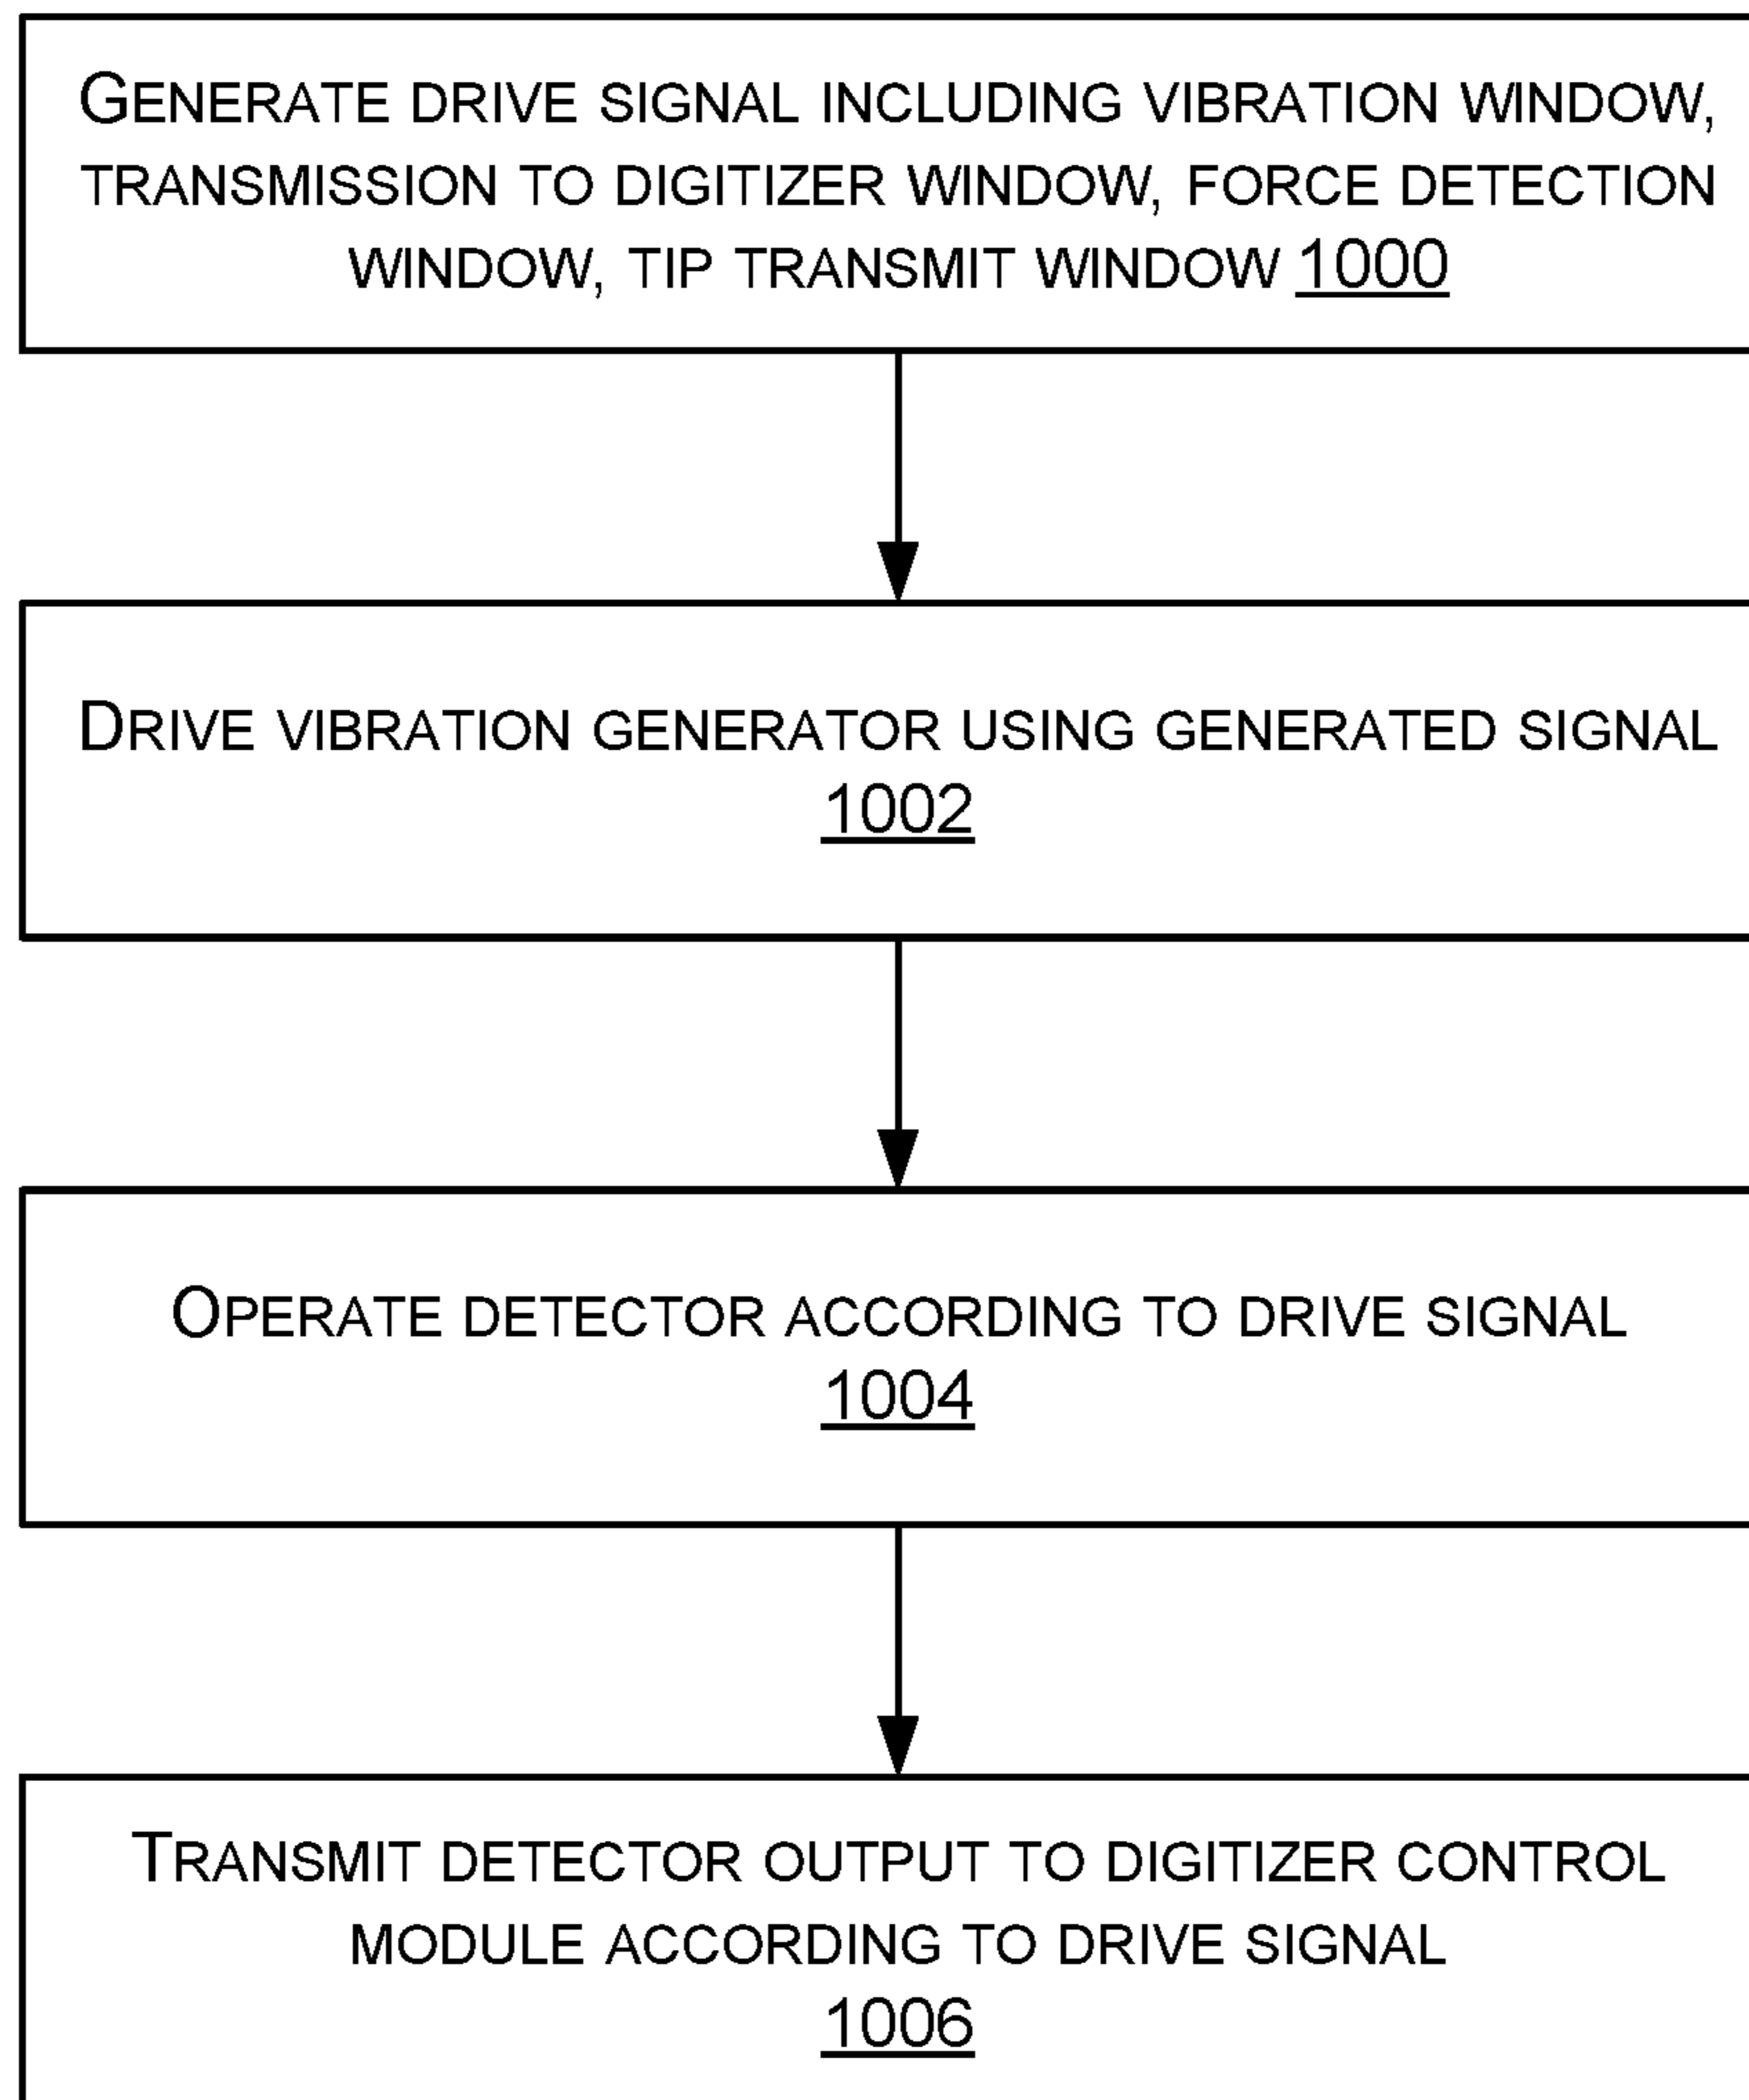 GENERATE DRIVE SIGNAL INCLUDING VIBRATION WINDOW,
TRANSMISSION TO DIGITIZER WINDOW, FORCE DETECTION
WINDOW, TIP TRANSMIT WINDOW 1000
DRIVE VIBRATION GENERATOR USING GENERATED SIGNAL
1002
OPERATE DETECTOR ACCORDING TO DRIVE SIGNAL
1004
TRANSMIT DETECTOR OUTPUT TO DIGITIZER CONTROL
MODULE ACCORDING TO DRIVE SIGNAL
1006